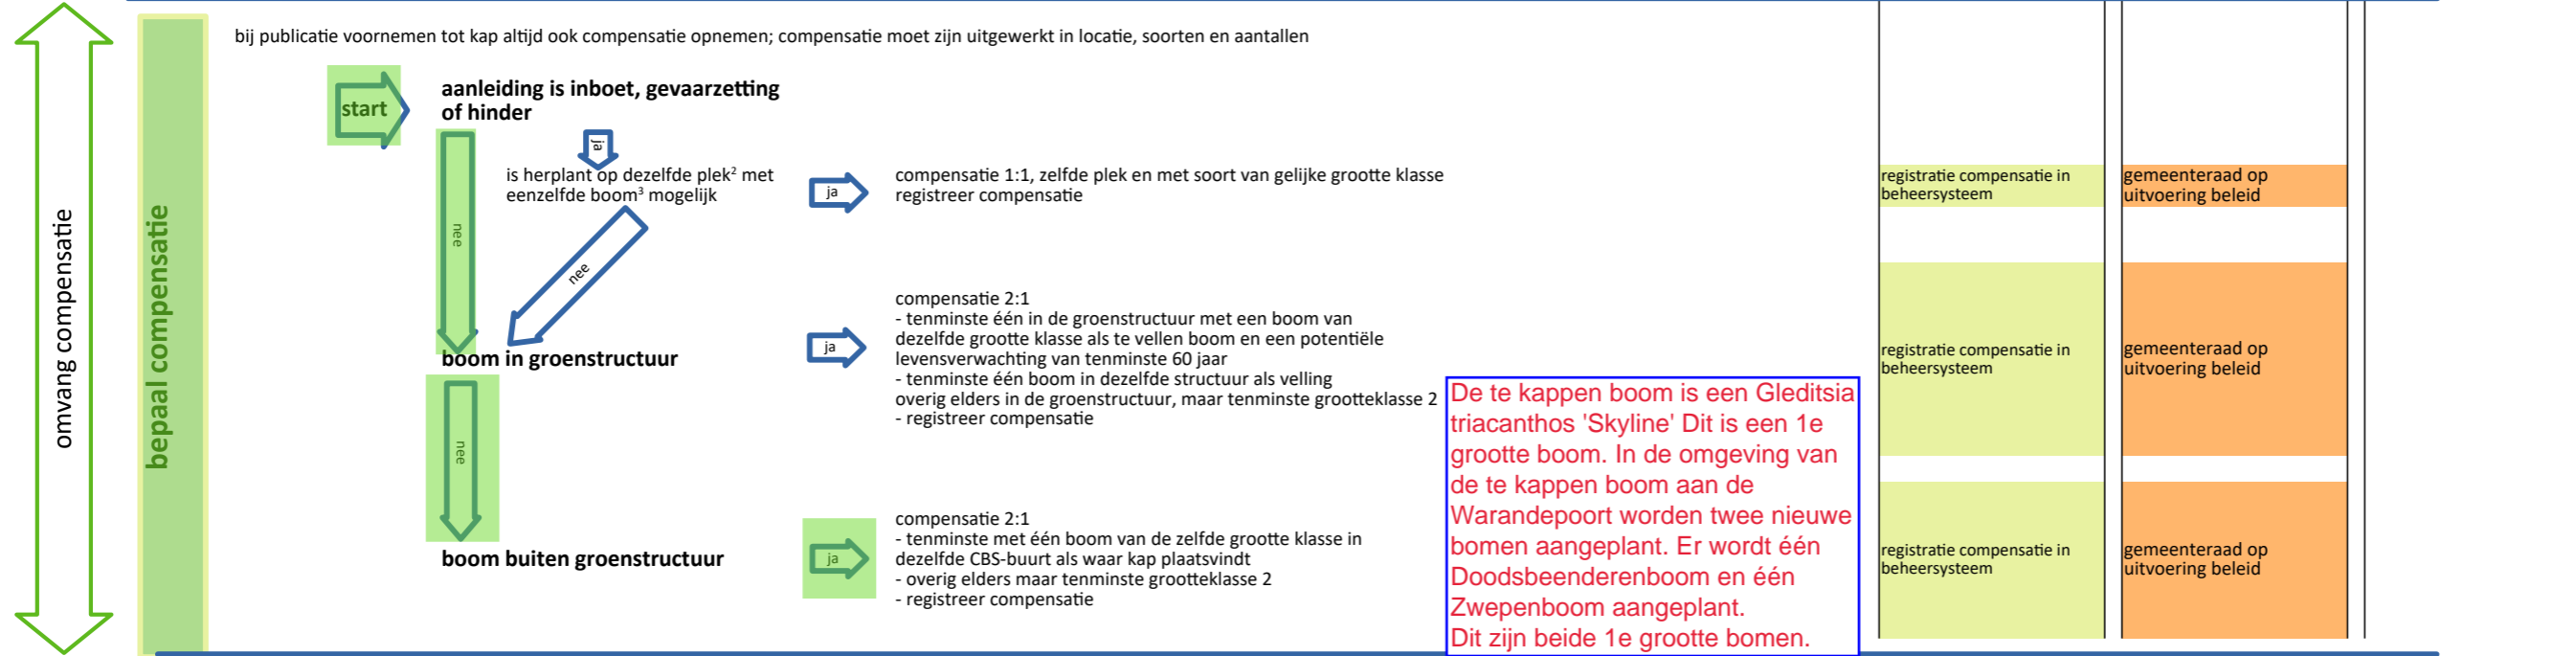 omvang compensatie
bepaal compensatie
bij publicatie voornemen tot kap altijd ook compensatie opnemen; compensatie moet zijn uitgewerkt in locatie, soorten en aantallen
start
aanleiding is inboet, gevaarzetting
of hinder
ja
nee
is herplant op dezelfde plek² met
eenzelfde boom³ mogelijk
ja
compensatie 1:1, zelfde plek en met soort van gelijke grootte klasse
registreer compensatie
registratie compensatie in
beheersysteem
gemeenteraad op
uitvoering beleid
nee
boom in groenstructuur
ja
compensatie 2:1
- tenminste één in de groenstructuur met een boom van
dezelfde grootte klasse als te vellen boom en een potentiële
levensverwachting van tenminste 60 jaar
- tenminste één boom in dezelfde structuur als velling
overig elders in de groenstructuur, maar tenminste grootteklasse 2
- registreer compensatie
registratie compensatie in
beheersysteem
gemeenteraad op
uitvoering beleid
nee
boom buiten groenstructuur
ja
compensatie 2:1
- tenminste met één boom van de zelfde grootte klasse in
dezelfde CBS-buurt als waar kap plaatsvindt
- overig elders maar tenminste grootteklasse 2
- registreer compensatie
De te kappen boom is een Gleditsia
triacanthos 'Skyline' Dit is een 1e
grootte boom. In de omgeving van
de te kappen boom aan de
Warandepoort worden twee nieuwe
bomen aangeplant. Er wordt één
Doodsbeenderenboom en één
Zwepenboom aangeplant.
Dit zijn beide 1e grootte bomen.
registratie compensatie in
beheersysteem
gemeenteraad op
uitvoering beleid